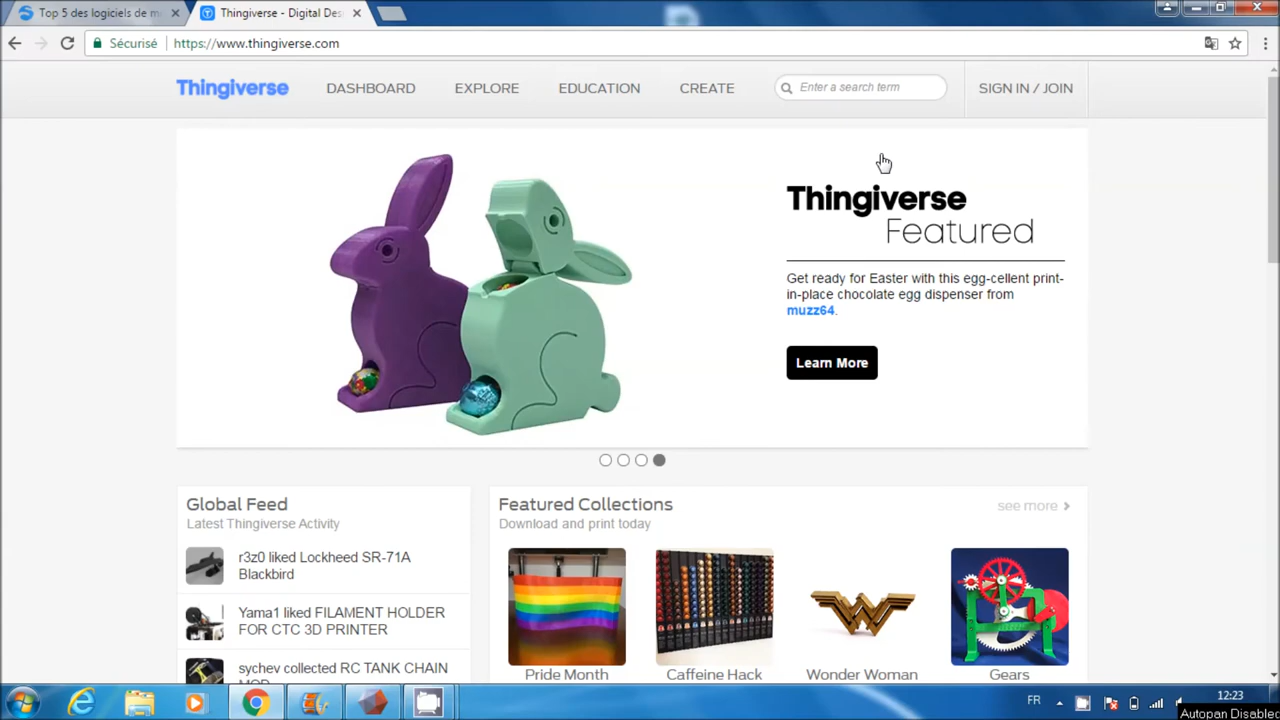 Top 5 des logiciels de m
Thingiverse - Digital Des
Sécurisé
https://www.thingiverse.com
Thingiverse
DASHBOARD
EXPLORE
EDUCATION
CREATE
Enter a search term
SIGN IN / JOIN
Thingiverse
Featured
Get ready for Easter with this egg-cellent print-
in-place chocolate egg dispenser from
muzz64.
Learn More
Global Feed
Latest Thingiverse Activity
r3z0 liked Lockheed SR-71A
Blackbird
Yama1 liked FILAMENT HOLDER
FOR CTC 3D PRINTER
sychev collected RC TANK CHAIN
MOD
Featured Collections
Download and print today
see more
Pride Month
Caffeine Hack
Wonder Woman
Gears
FR
12:23
Autopan Disabled